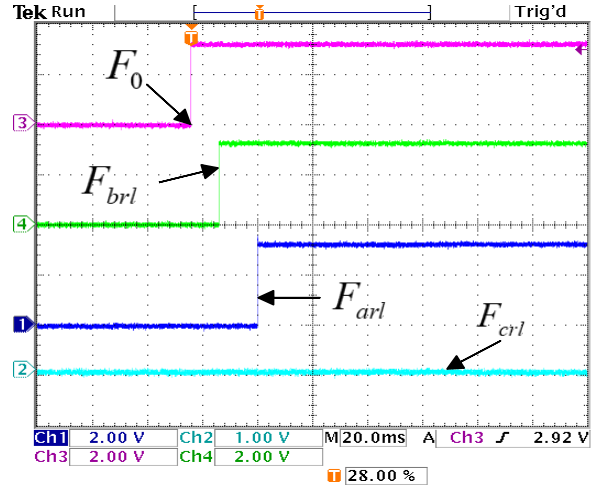 Tek Run
T
Trig'd
T
F0
3
Fbrl
4
Farl
1
Fcrl
2
Ch1 2.00 V Ch2 1.00 V M 20.0ms A Ch3 2.92 V
Ch3 2.00 V Ch4 2.00 V
T 28.00 %